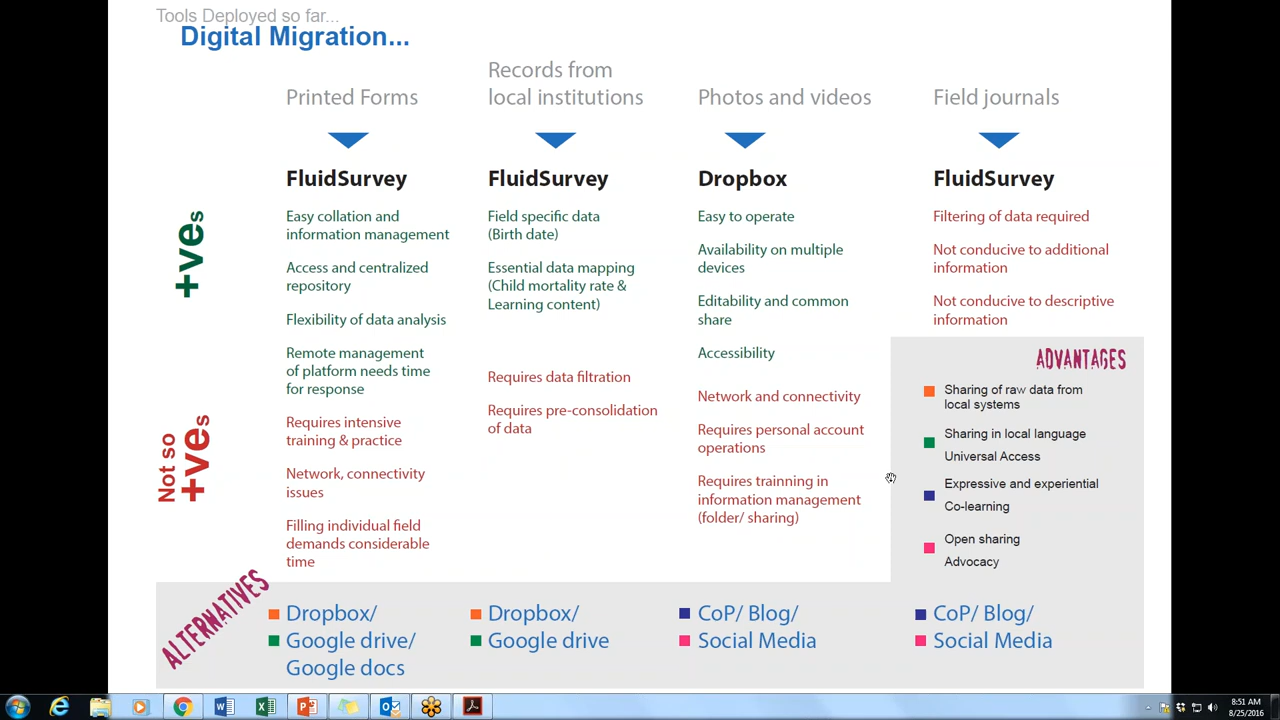 Tools Deployed so far...
Digital Migration...
Printed Forms
Records from
local institutions
Photos and videos
Field journals
+ves
Not so
+ves
FluidSurvey
Easy collation and
information management
Access and centralized
repository
Flexibility of data analysis
Remote management
of platform needs time
for response
Requires intensive
training & practice
Network, connectivity
issues
Filling individual field
demands considerable
time
FluidSurvey
Field specific data
(Birth date)
Essential data mapping
(Child mortality rate &
Learning content)
Requires data filtration
Requires pre-consolidation
of data
Dropbox
Easy to operate
Availability on multiple
devices
Editability and common
share
Accessibility
Network and connectivity
Requires personal account
operations
Requires trainning in
information management
(folder/ sharing)
FluidSurvey
Filtering of data required
Not conducive to additional
information
Not conducive to descriptive
information
ADVANTAGES
Sharing of raw data from
local systems
Sharing in local language
Universal Access
Expressive and experiential
Co-learning
Open sharing
Advocacy
ALTERNATIVES
Dropbox/
Google drive/
Google docs
Dropbox/
Google drive
CoP/ Blog/
Social Media
CoP/ Blog/
Social Media
8:51 AM
8/25/2016